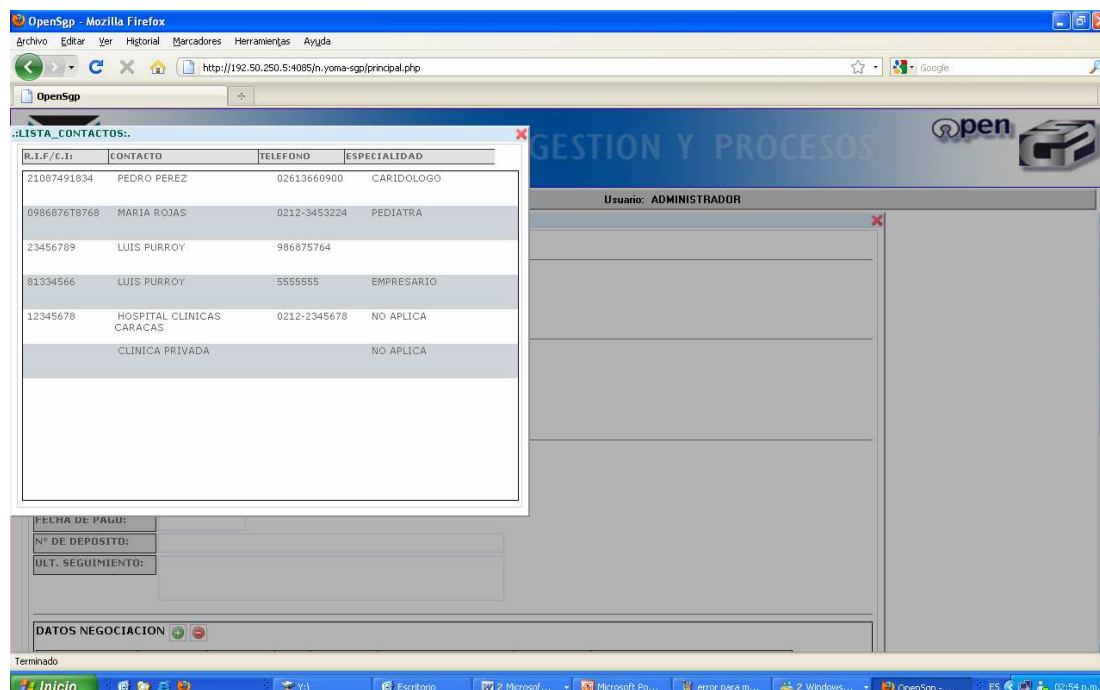 OpenSgp - Mozilla Firefox
Archivo Editar Ver Historial Marcadores Herramientas Ayuda
http://192.50.250.5:4085/n.yoma-sgp/principal.php
Google
OpenSgp
GESTION Y PROCESOS
open
Usuario: ADMINISTRADOR
.:LISTA_CONTACTOS:.
R.I.F/C.I: CONTACTO TELEFONO ESPECIALIDAD
21087491834 PEDRO PEREZ 02613660900 CARIDOLOGO
0986876T8768 MARIA ROJAS 0212-3453224 PEDIATRA
23456789 LUIS PURROY 986875764
81334566 LUIS PURROY 5555555 EMPRESARIO
12345678 HOSPITAL CLINICAS 0212-2345678 NO APLICA
CARACAS
CLINICA PRIVADA NO APLICA
FECHA DE PAGO:
Nº DE DEPOSITO:
ULT. SEGUIMIENTO:
DATOS NEGOCIACION
Terminado
Inicio Y:\ Escritorio 2 Microsof... Microsoft Po... error para m... 2 Windows... OpenSgp - ES 02:54 p.m.